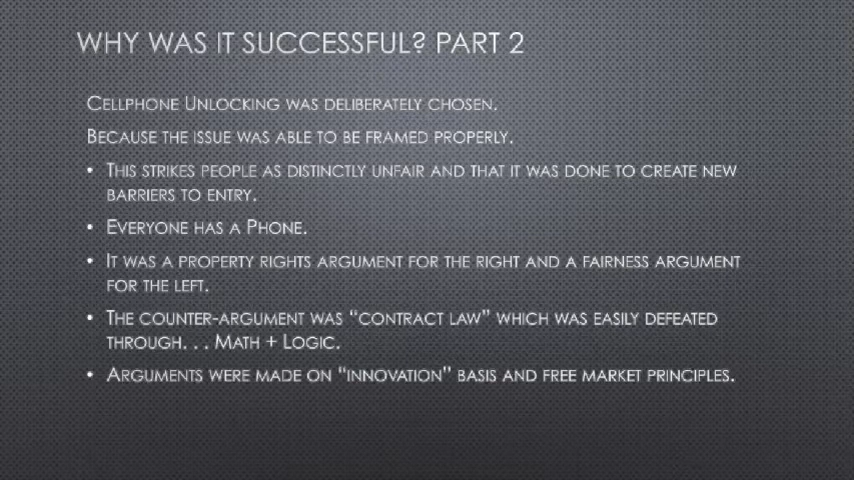 WHY WAS IT SUCCESSFUL? PART 2
CELLPHONE UNLOCKING WAS DELIBERATELY CHOSEN.
BECAUSE THE ISSUE WAS ABLE TO BE FRAMED PROPERLY.
• THIS STRIKES PEOPLE AS DISTINCTLY UNFAIR AND THAT IT WAS DONE TO CREATE NEW
BARRIERS TO ENTRY.
• EVERYONE HAS A PHONE.
• IT WAS A PROPERTY RIGHTS ARGUMENT FOR THE RIGHT AND A FAIRNESS ARGUMENT
FOR THE LEFT.
• THE COUNTER-ARGUMENT WAS “CONTRACT LAW” WHICH WAS EASILY DEFEATED
THROUGH. . . MATH + LOGIC.
• ARGUMENTS WERE MADE ON “INNOVATION” BASIS AND FREE MARKET PRINCIPLES.